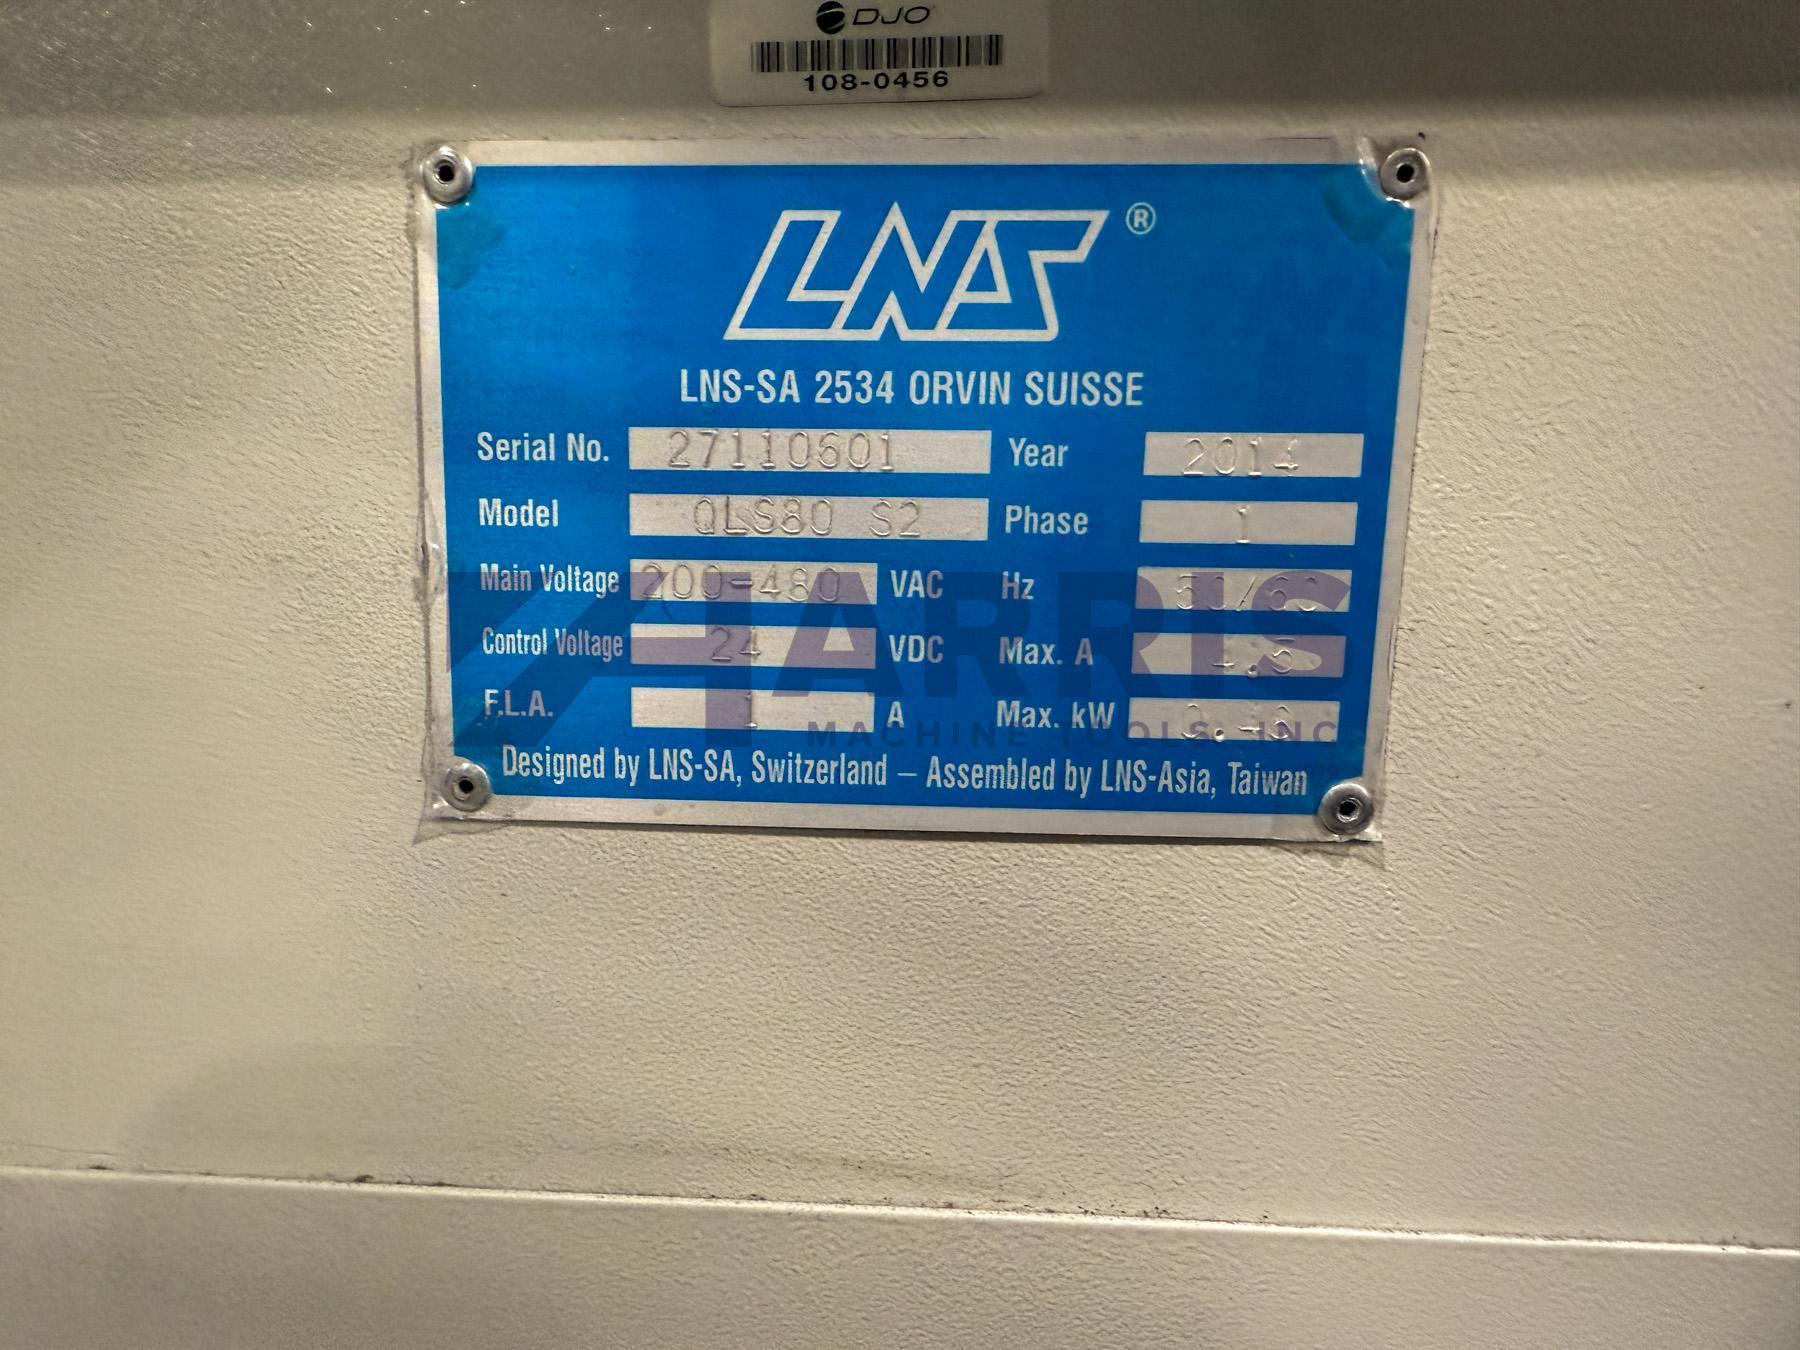 DJO
108-0456
LNS ®
LNS-SA 2534 ORVIN SUISSE
Serial No. 27110601 Year 2014
Model QLS80 S2 Phase 1
Main Voltage 200-480 VAC Hz 50/60
Control Voltage 24 VDC Max. A
F.L.A. 1 A Max. kW
HARRIS
MACHINE TOOLS, INC.
Designed by LNS-SA, Switzerland – Assembled by LNS-Asia, Taiwan